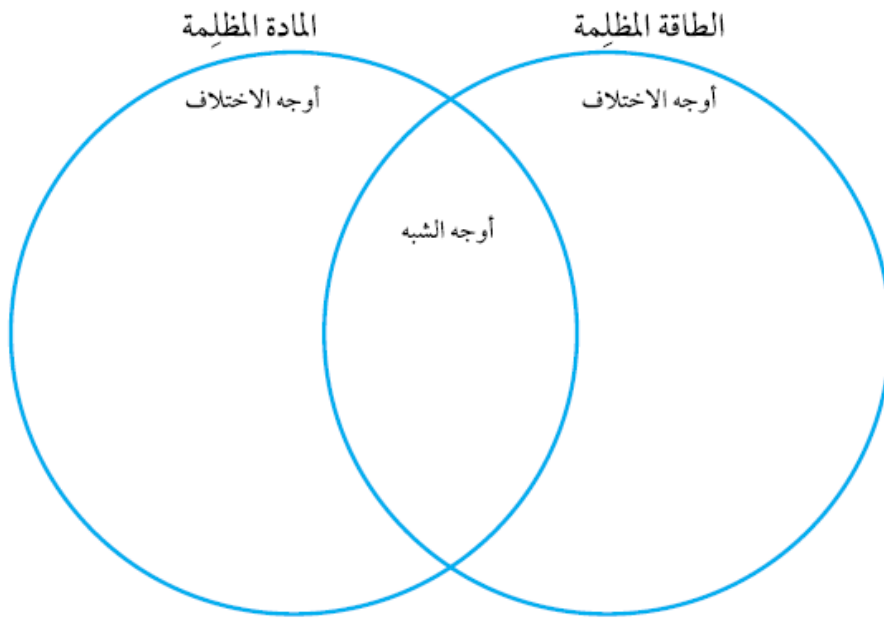 الطاقة المظلِمة
المادة المظلِمة
أوجه الاختلاف
أوجه الاختلاف
أوجه الشبه